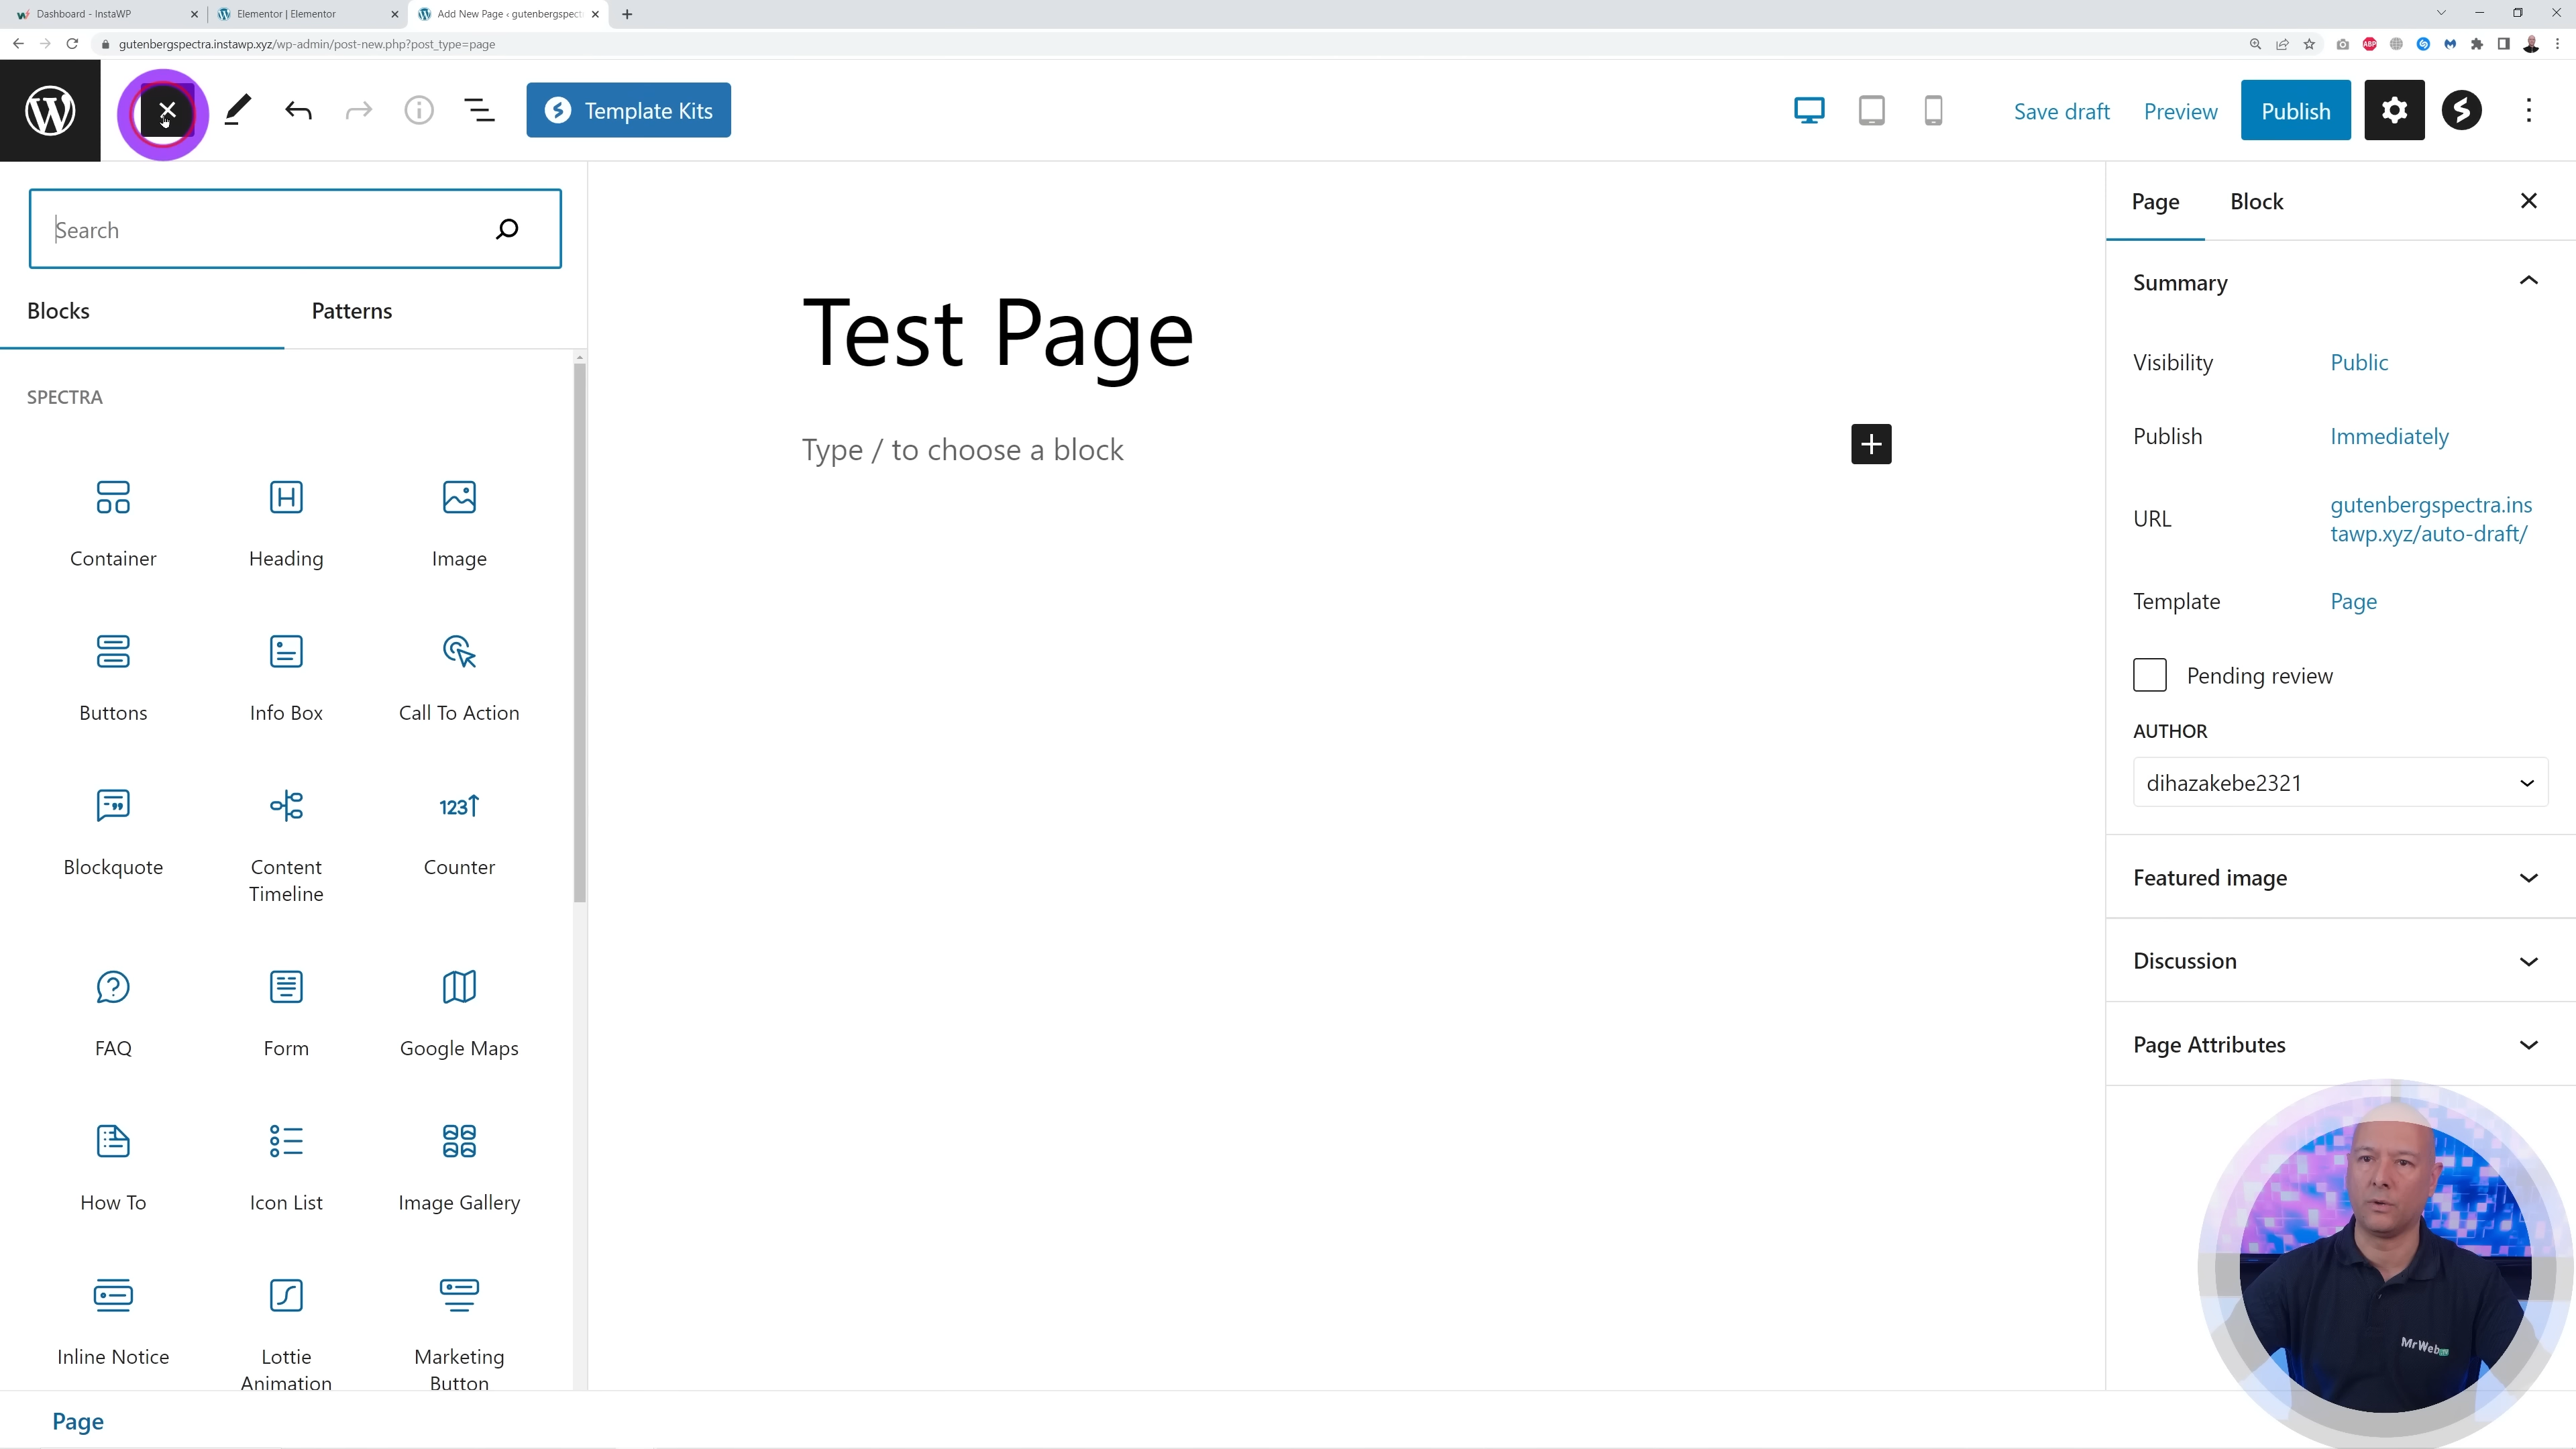 Dashboard - InstaWP
Elementor | Elementor
Add New Page ‹ gutenbergspectr
gutenbergspectra.instawp.xyz/wp-admin/post-new.php?post_type=page
ABP
Template Kits
Save draft
Preview
Publish
Search
Blocks
Patterns
SPECTRA
Container
Heading
Image
Buttons
Info Box
Call To Action
Blockquote
Content
Timeline
123
Counter
FAQ
Form
Google Maps
How To
Icon List
Image Gallery
Inline Notice
Lottie
Animation
Marketing
Button
Page
Test Page
Type / to choose a block
Page
Block
Summary
Visibility
Public
Publish
Immediately
URL
gutenbergspectra.ins
tawp.xyz/auto-draft/
Template
Page
Pending review
AUTHOR
dihazakebe2321
Featured image
Discussion
Page Attributes
MrWeb